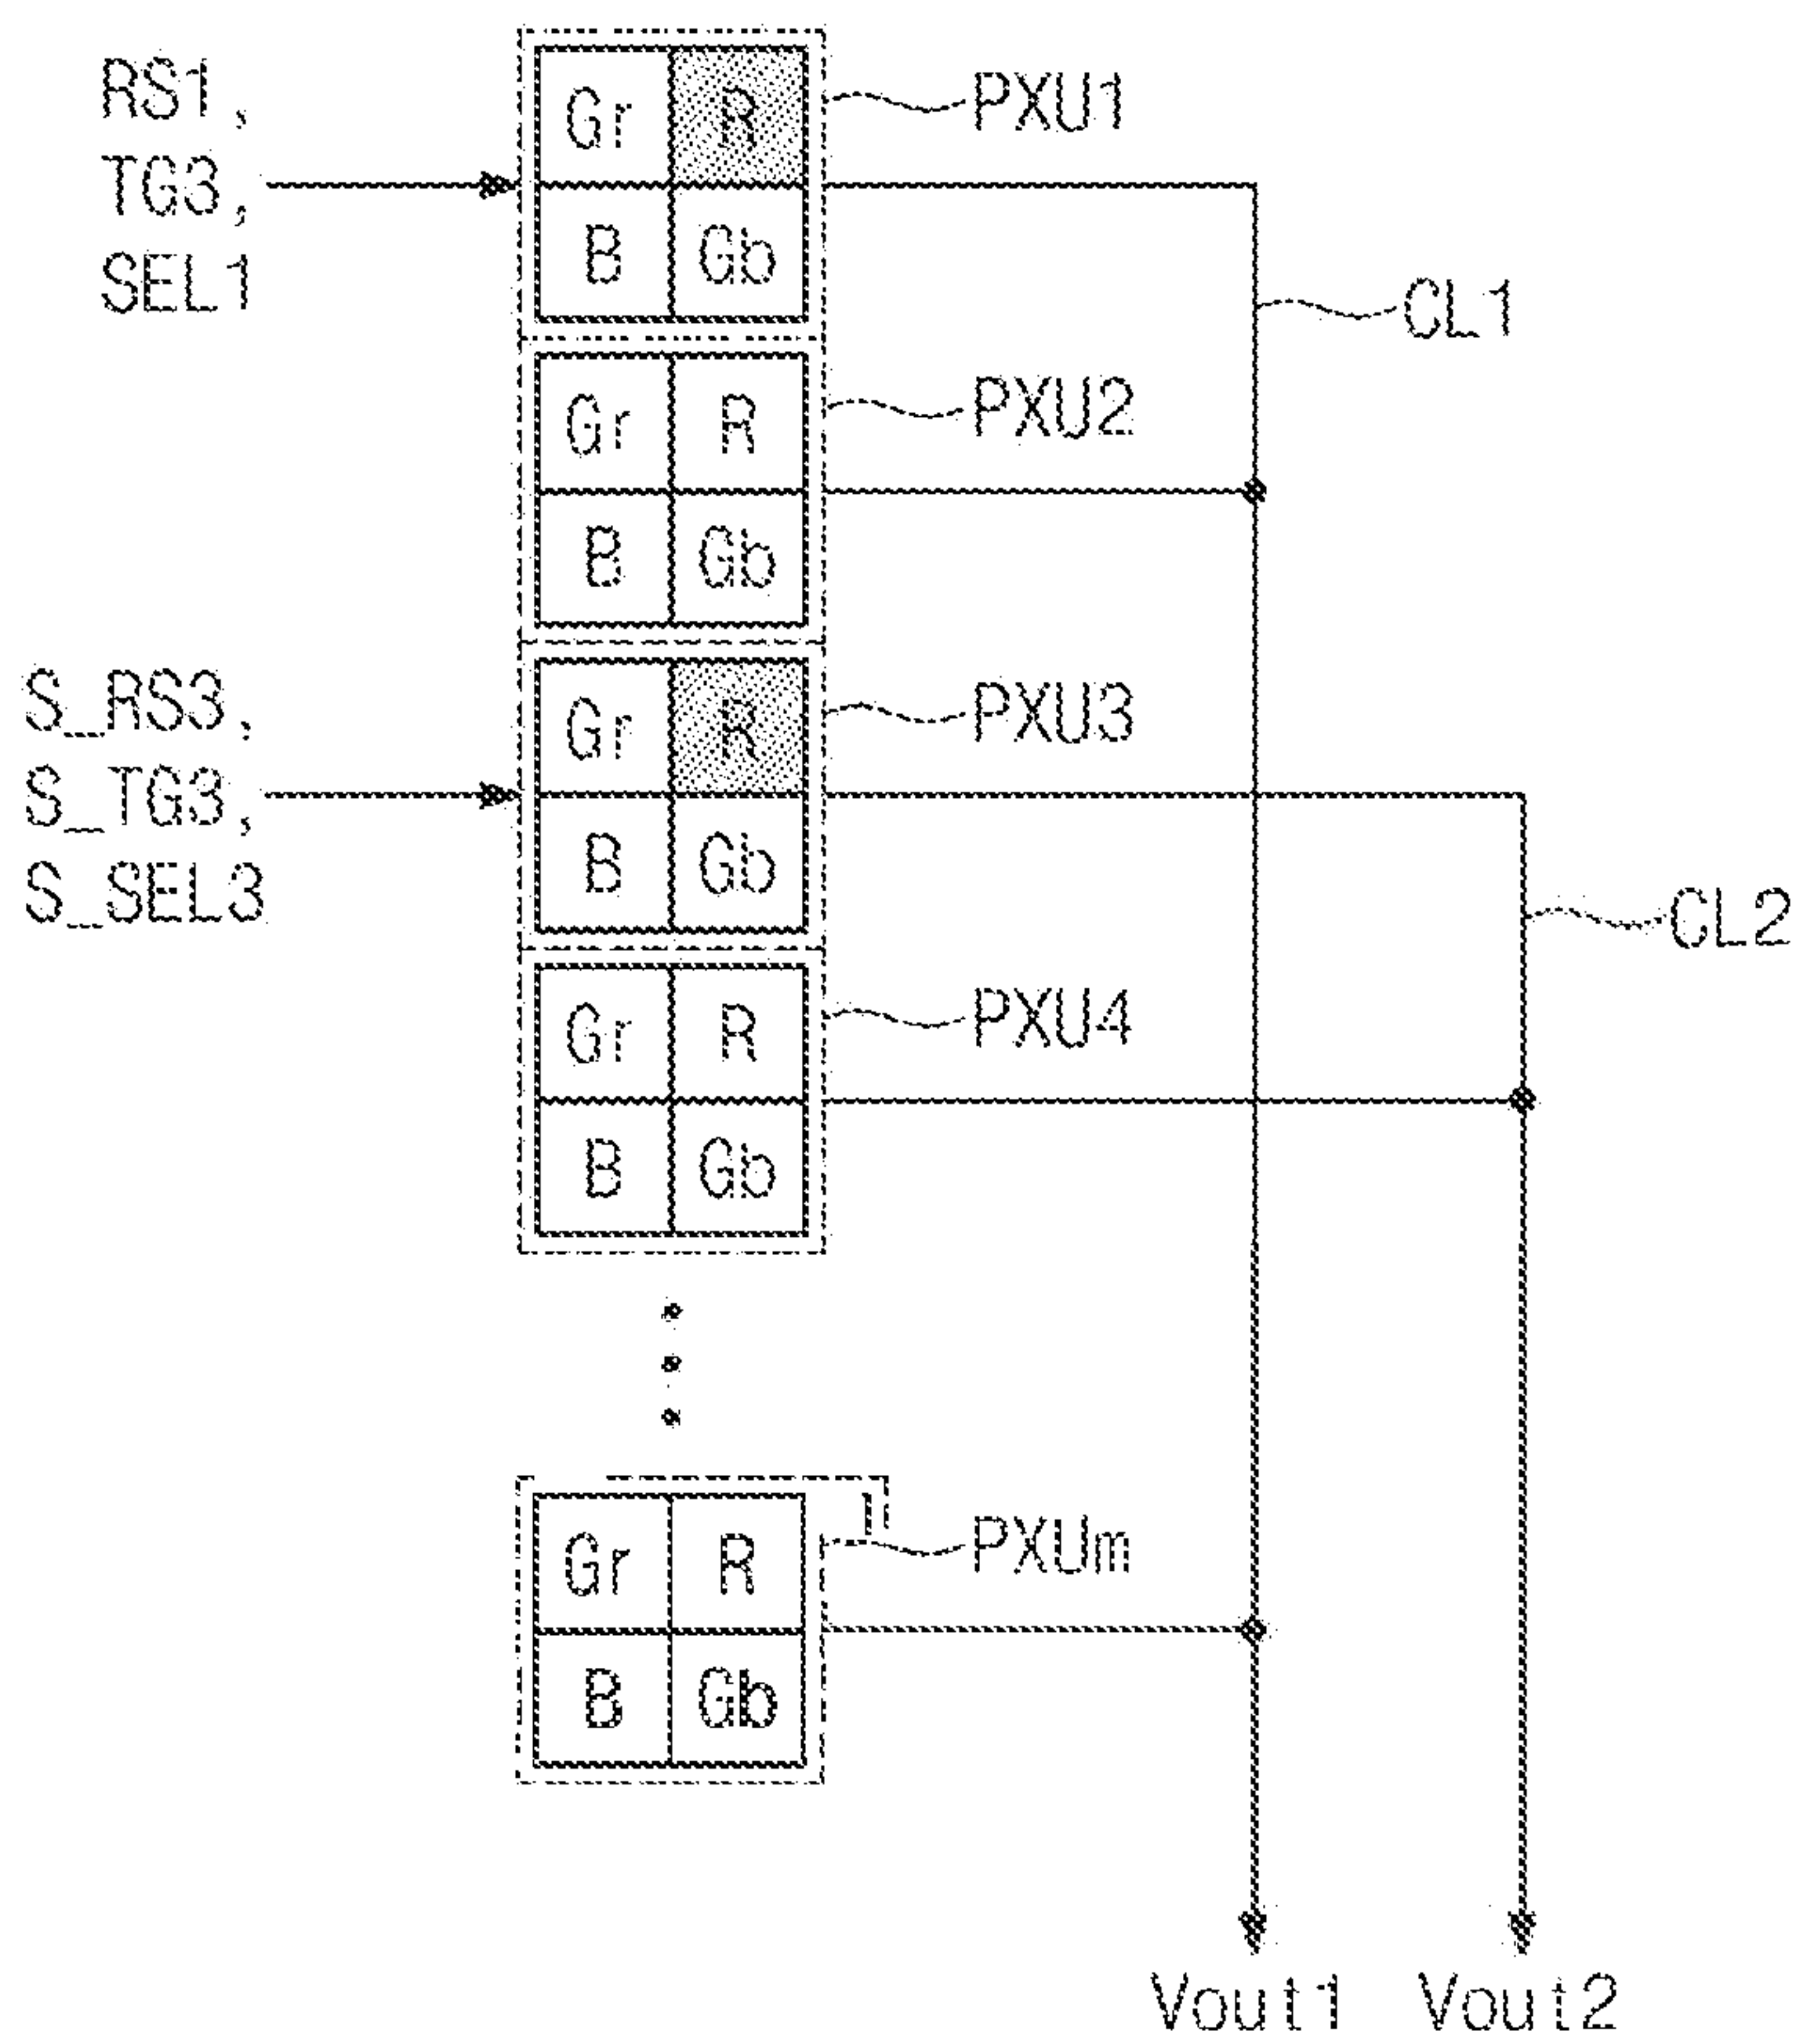 RS1,
TG3,
SEL1
Gr R
B Gb
PXU1
CL1
Gr R
B Gb
PXU2
S_RS3,
S_TG3,
S_SEL3
Gr R
B Gb
PXU3
CL2
Gr R
B Gb
PXU4
Gr R
B Gb
PXUm
Vout1 Vout2